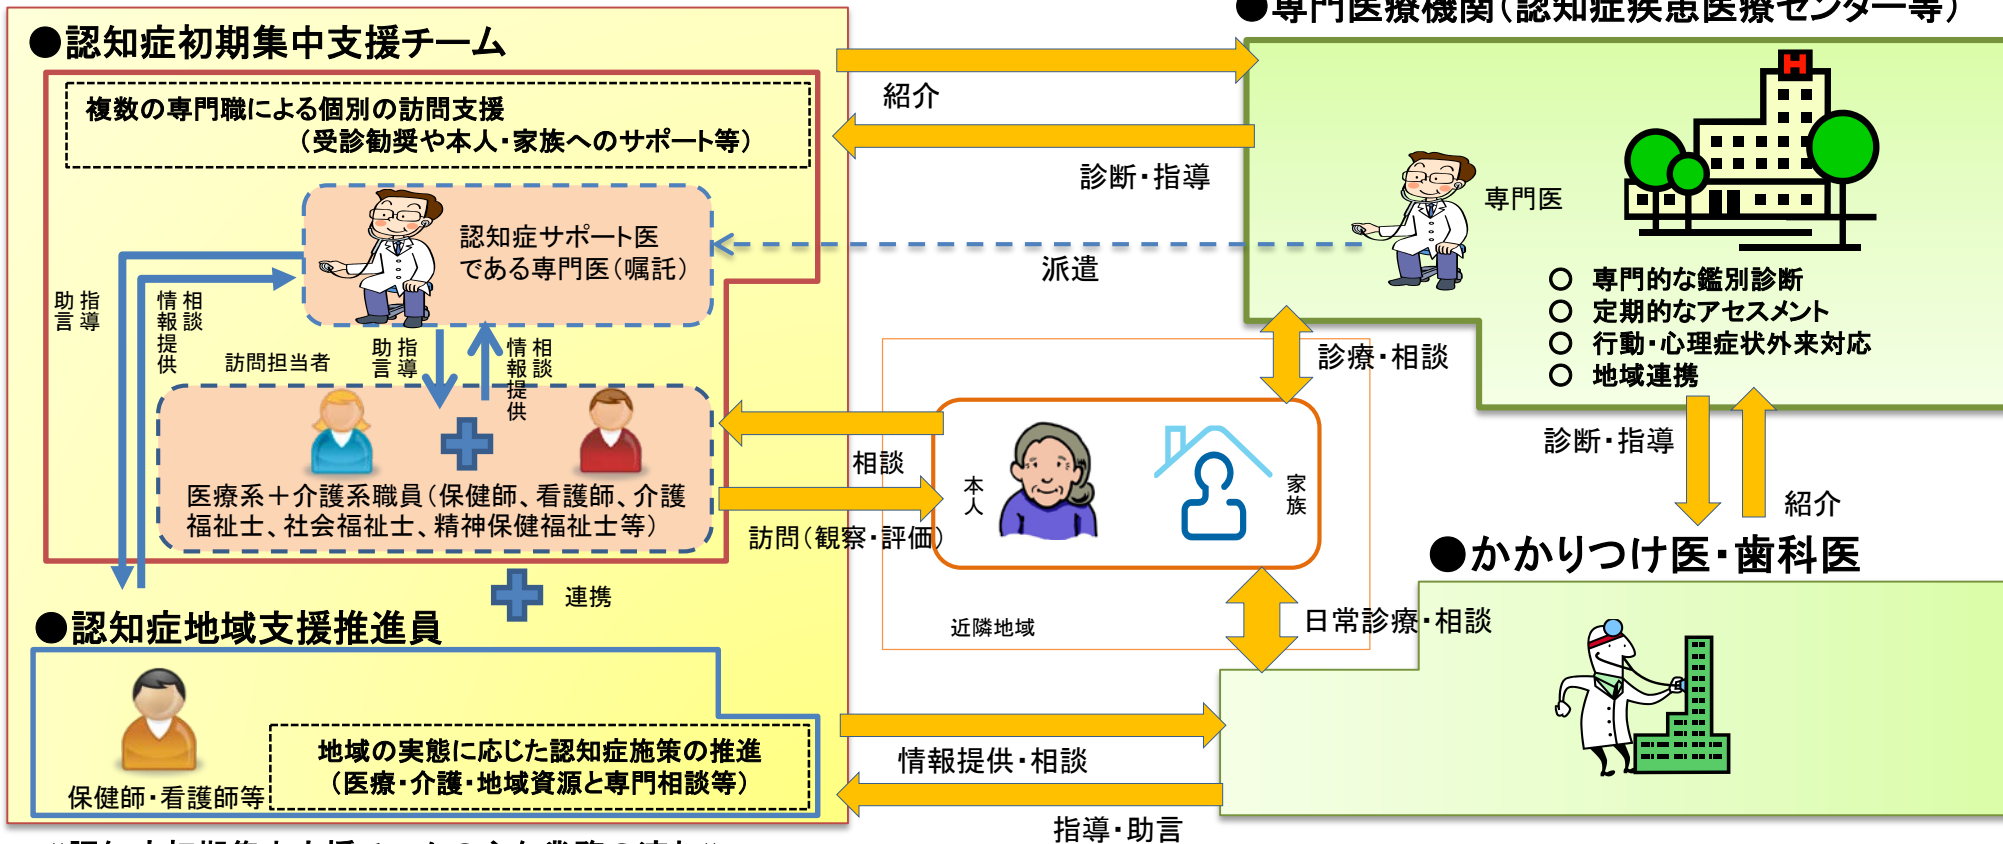 ●専門医療機関(認知症疾患医療センター等)
●認知症初期集中支援チーム
複数の専門職による個別の訪問支援
(受診勧奨や本人・家族へのサポート等)
紹介
診断・指導
専門医
認知症サポート医
である専門医(嘱託)
派遣
指導
助言
相談
情報提供
訪問担当者
指導
助言
相談
情報提供
○ 専門的な鑑別診断
○ 定期的なアセスメント
○ 行動・心理症状外来対応
○ 地域連携
診療・相談
医療系+介護系職員(保健師、看護師、介護
福祉士、社会福祉士、精神保健福祉士等)
相談
訪問(観察・評価)
本人
家族
近隣地域
診断・指導
紹介
●かかりつけ医・歯科医
連携
日常診療・相談
●認知症地域支援推進員
地域の実態に応じた認知症施策の推進
(医療・介護・地域資源と専門相談等)
保健師・看護師等
情報提供・相談
指導・助言